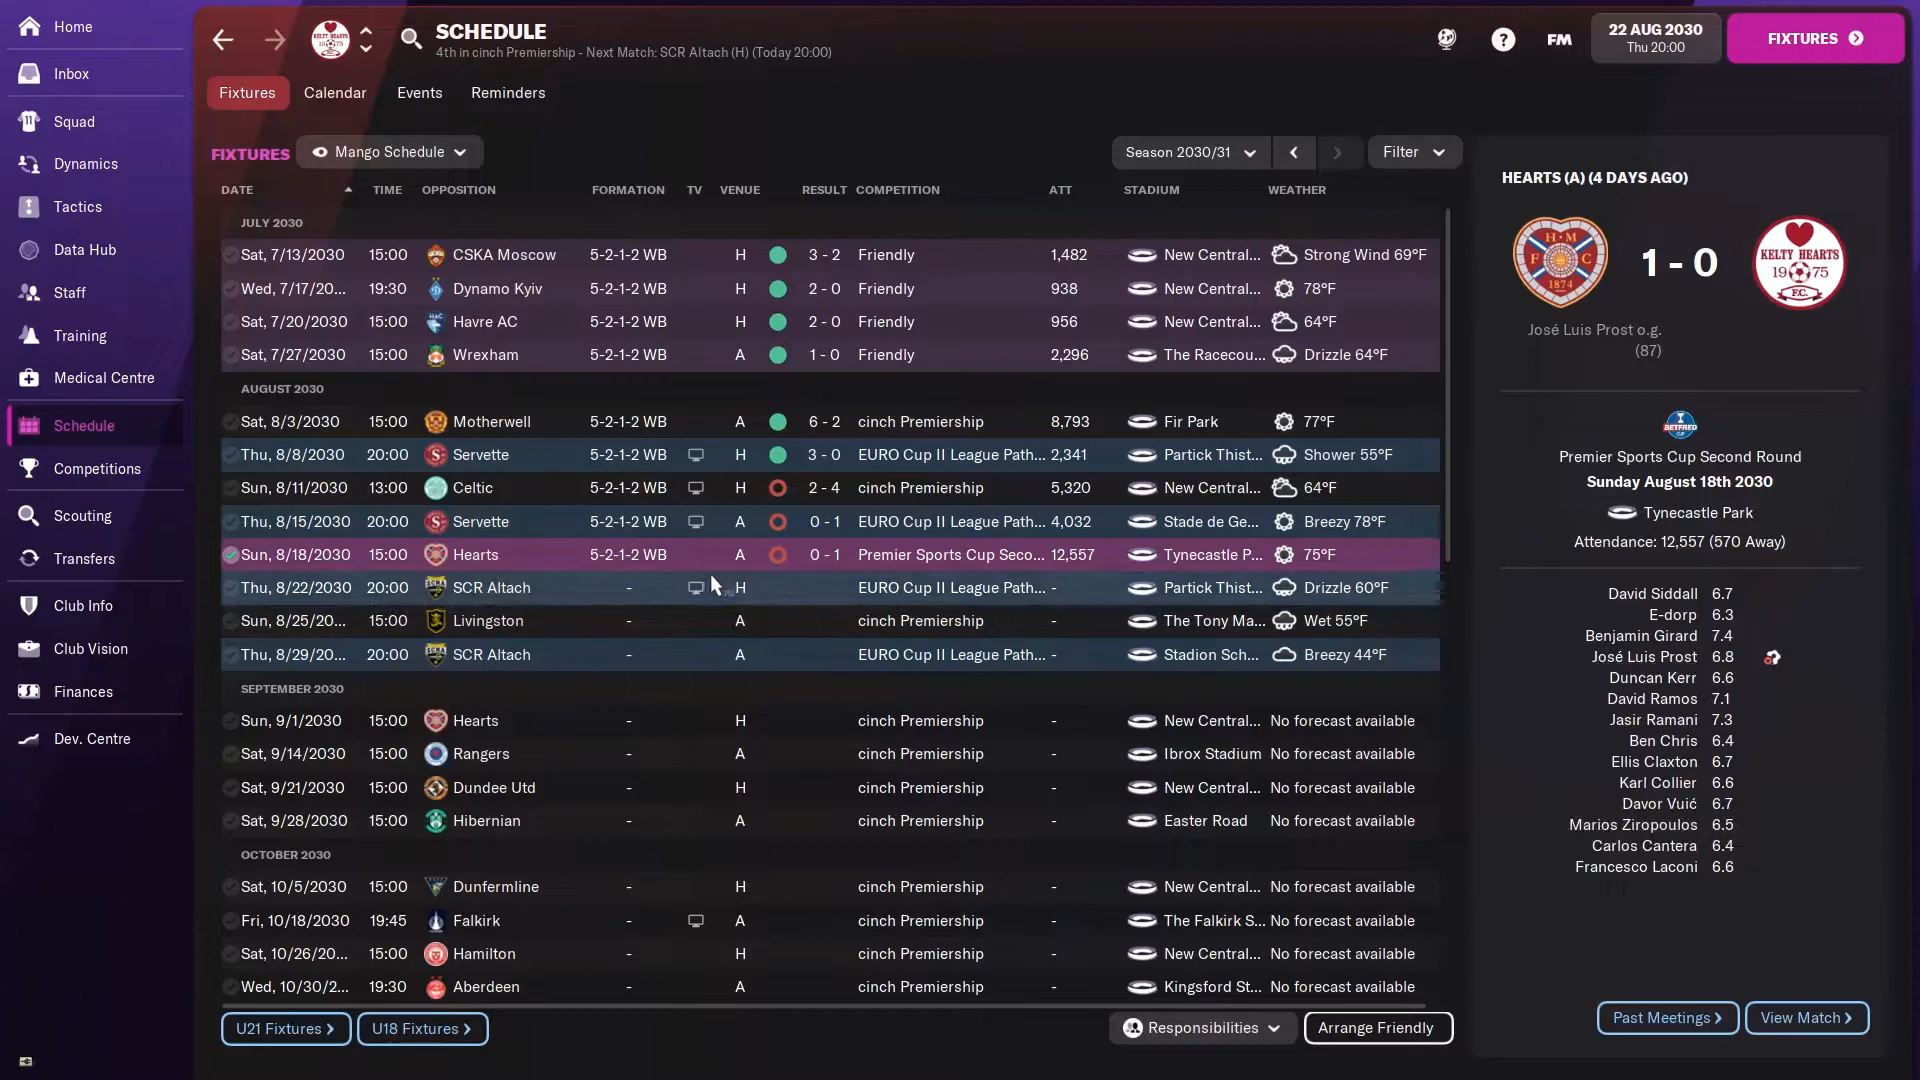 Home
Inbox
Squad
Dynamics
Tactics
Data Hub
Staff
Training
Medical Centre
Schedule
Competitions
Scouting
Transfers
Club Info
Club Vision
Finances
Dev. Centre
SCHEDULE
4th in cinch Premiership - Next Match: SCR Altach (H) (Today 20:00)
FM
22 AUG 2030
Thu 20:00
FIXTURES
Fixtures Calendar Events Reminders
FIXTURES Mango Schedule Season 2030/31 Filter
DATE TIME OPPOSITION FORMATION TV VENUE RESULT COMPETITION ATT STADIUM WEATHER
JULY 2030
Sat, 7/13/2030 15:00 CSKA Moscow 5-2-1-2 WB H 3 - 2 Friendly 1,482 New Central... Strong Wind 69°F
Wed, 7/17/20... 19:30 Dynamo Kyiv 5-2-1-2 WB H 2 - 0 Friendly 938 New Central... 78°F
Sat, 7/20/2030 15:00 Havre AC 5-2-1-2 WB H 2 - 0 Friendly 956 New Central... 64°F
Sat, 7/27/2030 15:00 Wrexham 5-2-1-2 WB A 1 - 0 Friendly 2,296 The Racecou... Drizzle 64°F
AUGUST 2030
Sat, 8/3/2030 15:00 Motherwell 5-2-1-2 WB A 6 - 2 cinch Premiership 8,793 Fir Park 77°F
Thu, 8/8/2030 20:00 Servette 5-2-1-2 WB H 3 - 0 EURO Cup II League Path... 2,341 Partick Thist... Shower 55°F
Sun, 8/11/2030 13:00 Celtic 5-2-1-2 WB H 2 - 4 cinch Premiership 5,320 New Central... 64°F
Thu, 8/15/2030 20:00 Servette 5-2-1-2 WB A 0 - 1 EURO Cup II League Path... 4,032 Stade de Ge... Breezy 78°F
Sun, 8/18/2030 15:00 Hearts 5-2-1-2 WB A 0 - 1 Premier Sports Cup Seco... 12,557 Tynecastle P... 75°F
Thu, 8/22/2030 20:00 SCR Altach - H EURO Cup II League Path... - Partick Thist... Drizzle 60°F
Sun, 8/25/20... 15:00 Livingston - A cinch Premiership - The Tony Ma... Wet 55°F
Thu, 8/29/20... 20:00 SCR Altach - A EURO Cup II League Path... - Stadion Sch... Breezy 44°F
SEPTEMBER 2030
Sun, 9/1/2030 15:00 Hearts - H cinch Premiership - New Central... No forecast available
Sat, 9/14/2030 15:00 Rangers - A cinch Premiership - Ibrox Stadium No forecast available
Sat, 9/21/2030 15:00 Dundee Utd - H cinch Premiership - New Central... No forecast available
Sat, 9/28/2030 15:00 Hibernian - A cinch Premiership - Easter Road No forecast available
OCTOBER 2030
Sat, 10/5/2030 15:00 Dunfermline - H cinch Premiership - New Central... No forecast available
Fri, 10/18/2030 19:45 Falkirk - A cinch Premiership - The Falkirk S... No forecast available
Sat, 10/26/20... 15:00 Hamilton - H cinch Premiership - New Central... No forecast available
Wed, 10/30/2... 19:30 Aberdeen - A cinch Premiership - Kingsford St... No forecast available
U21 Fixtures U18 Fixtures Responsibilities Arrange Friendly
HEARTS (A) (4 DAYS AGO)
H M
F C
1874
1 - 0
KELTY HEARTS
1975
F.C.
José Luis Prost o.g.
(87)
BETFRED
CUP
Premier Sports Cup Second Round
Sunday August 18th 2030
Tynecastle Park
Attendance: 12,557 (570 Away)
David Siddall 6.7
E-dorp 6.3
Benjamin Girard 7.4
José Luis Prost 6.8
Duncan Kerr 6.6
David Ramos 7.1
Jasir Ramani 7.3
Ben Chris 6.4
Ellis Claxton 6.7
Karl Collier 6.6
Davor Vuić 6.7
Marios Ziropoulos 6.5
Carlos Cantera 6.4
Francesco Laconi 6.6
Past Meetings View Match